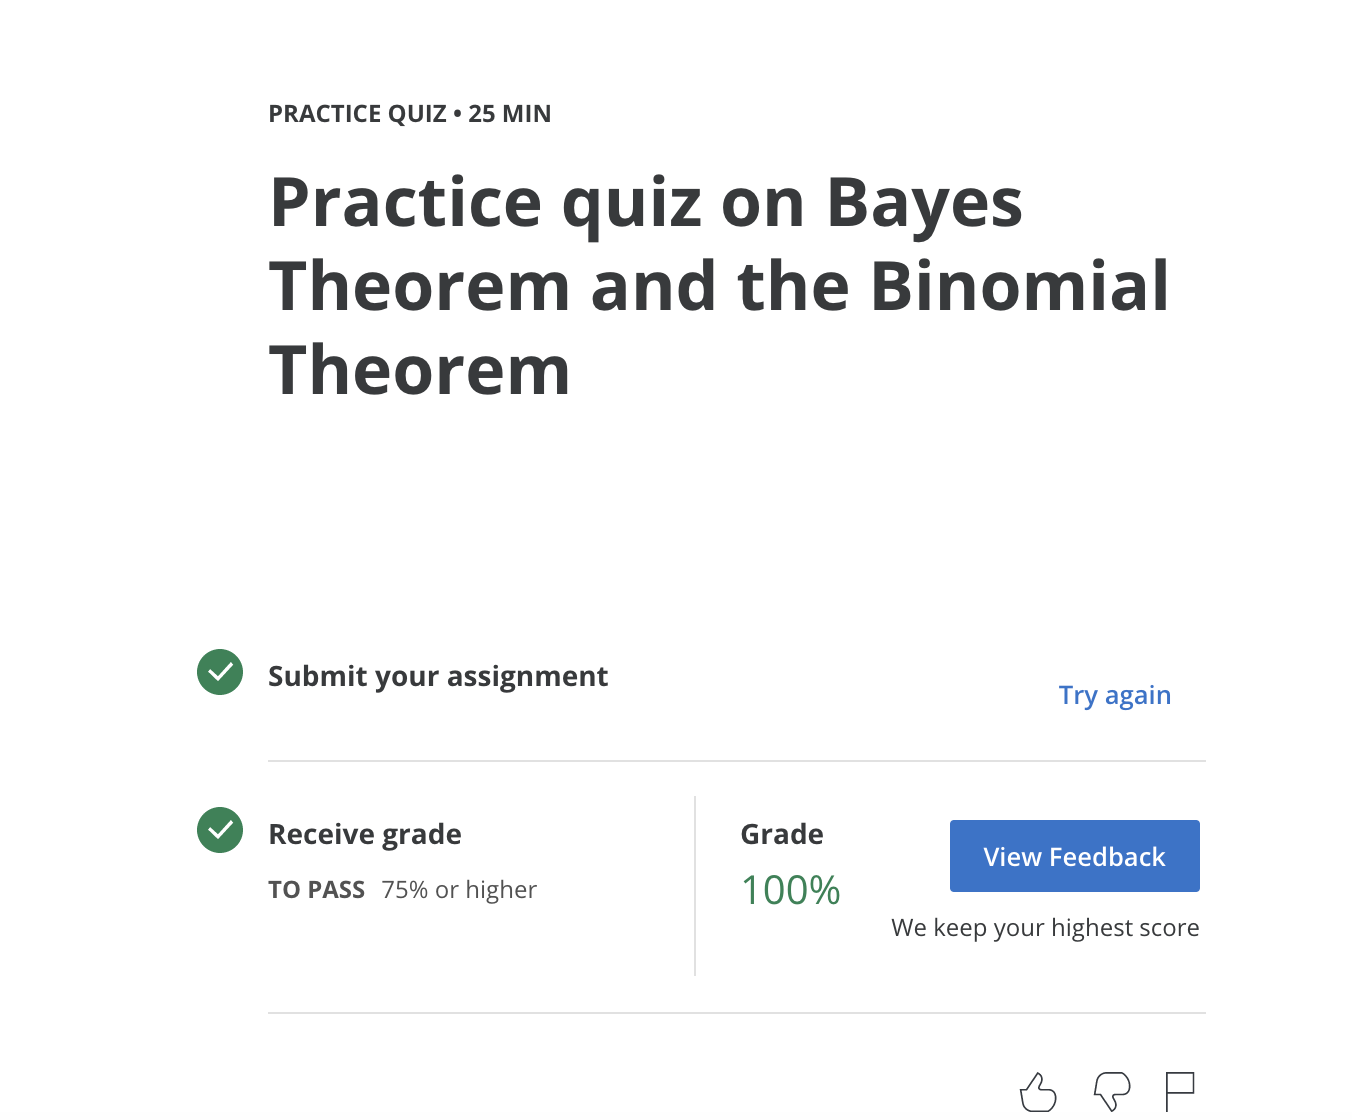 PRACTICE QUIZ • 25 MIN
Practice quiz on Bayes
Theorem and the Binomial
Theorem
Submit your assignment
Try again
Receive grade
TO PASS 75% or higher
Grade
100%
View Feedback
We keep your highest score